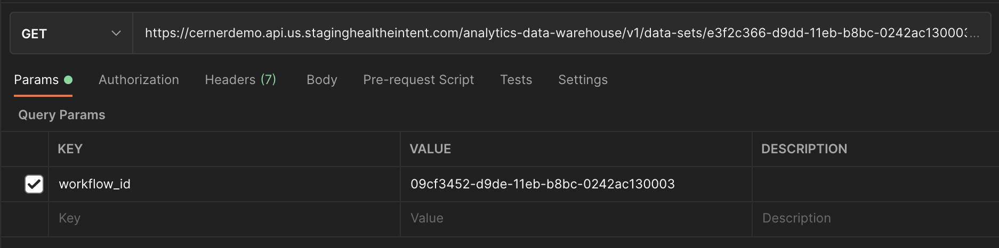 GET https://cernerdemo.api.us.staginghealtheintent.com/analytics-data-warehouse/v1/data-sets/e3f2c366-d9dd-11eb-b8bc-0242ac130003...
Params Authorization Headers (7) Body Pre-request Script Tests Settings
Query Params
KEY VALUE DESCRIPTION
workflow_id 09cf3452-d9de-11eb-b8bc-0242ac130003
Key Value Description